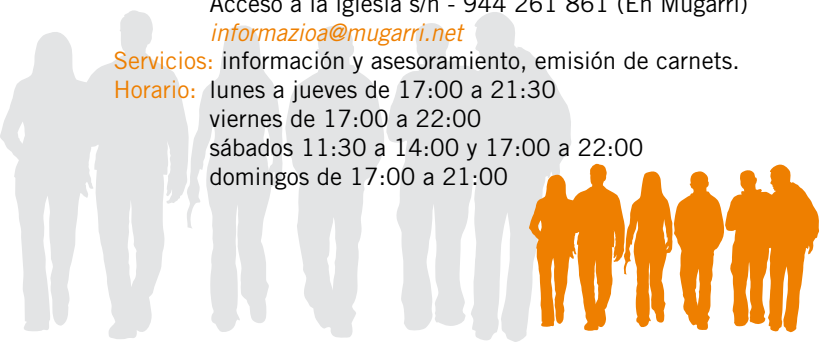 Acceso a la Iglesia s/n - 944 261 861 (En Mugarri)
informazioa@mugarri.net
Servicios: información y asesoramiento, emisión de carnets.
Horario: lunes a jueves de 17:00 a 21:30
viernes de 17:00 a 22:00
sábados 11:30 a 14:00 y 17:00 a 22:00
domingos de 17:00 a 21:00